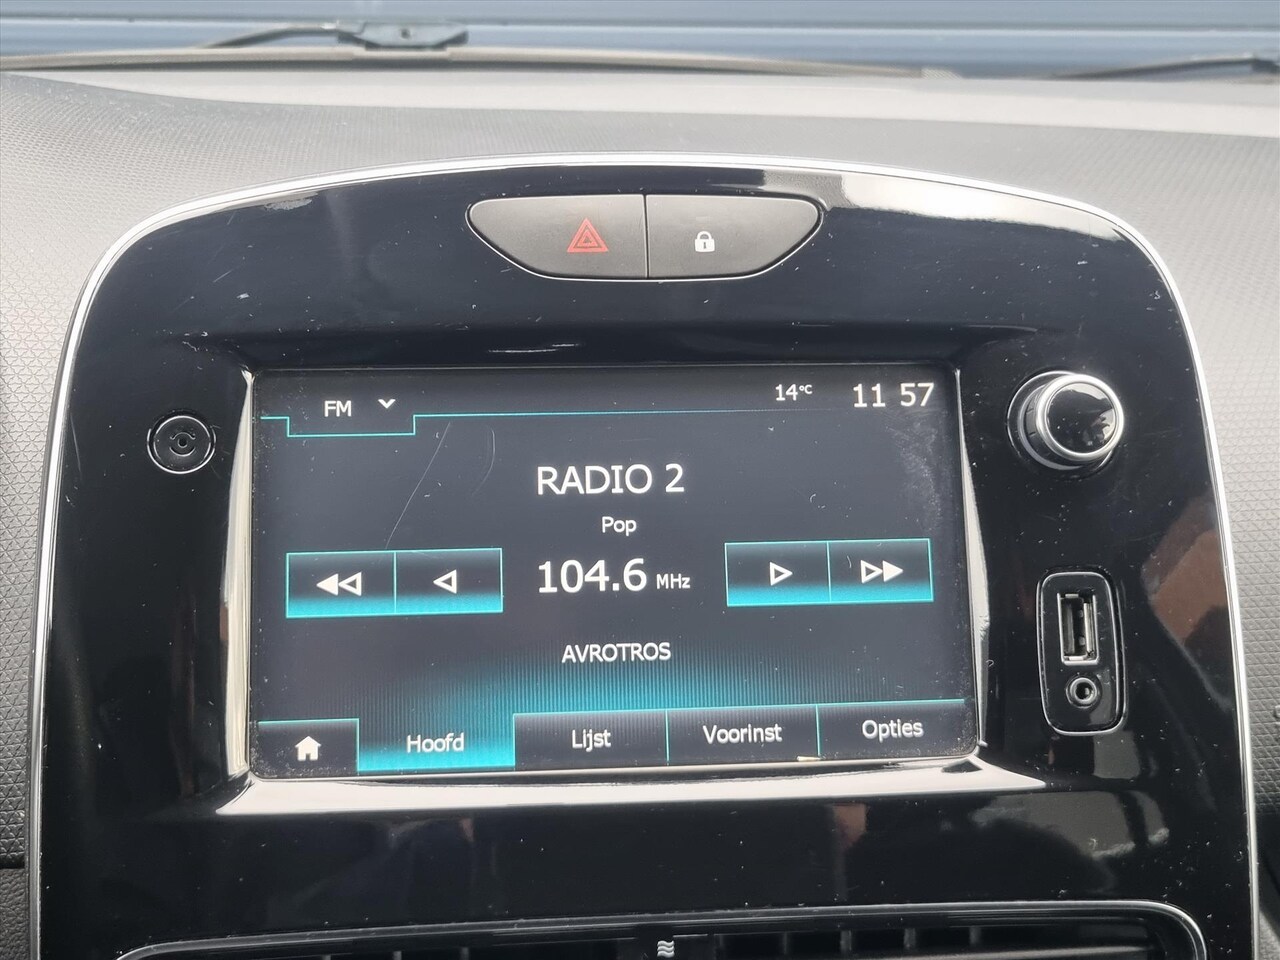 FM 14°C 11 57
RADIO 2
Pop
104.6 MHz
AVROTROS
Hoofd Lijst Voorinst Opties